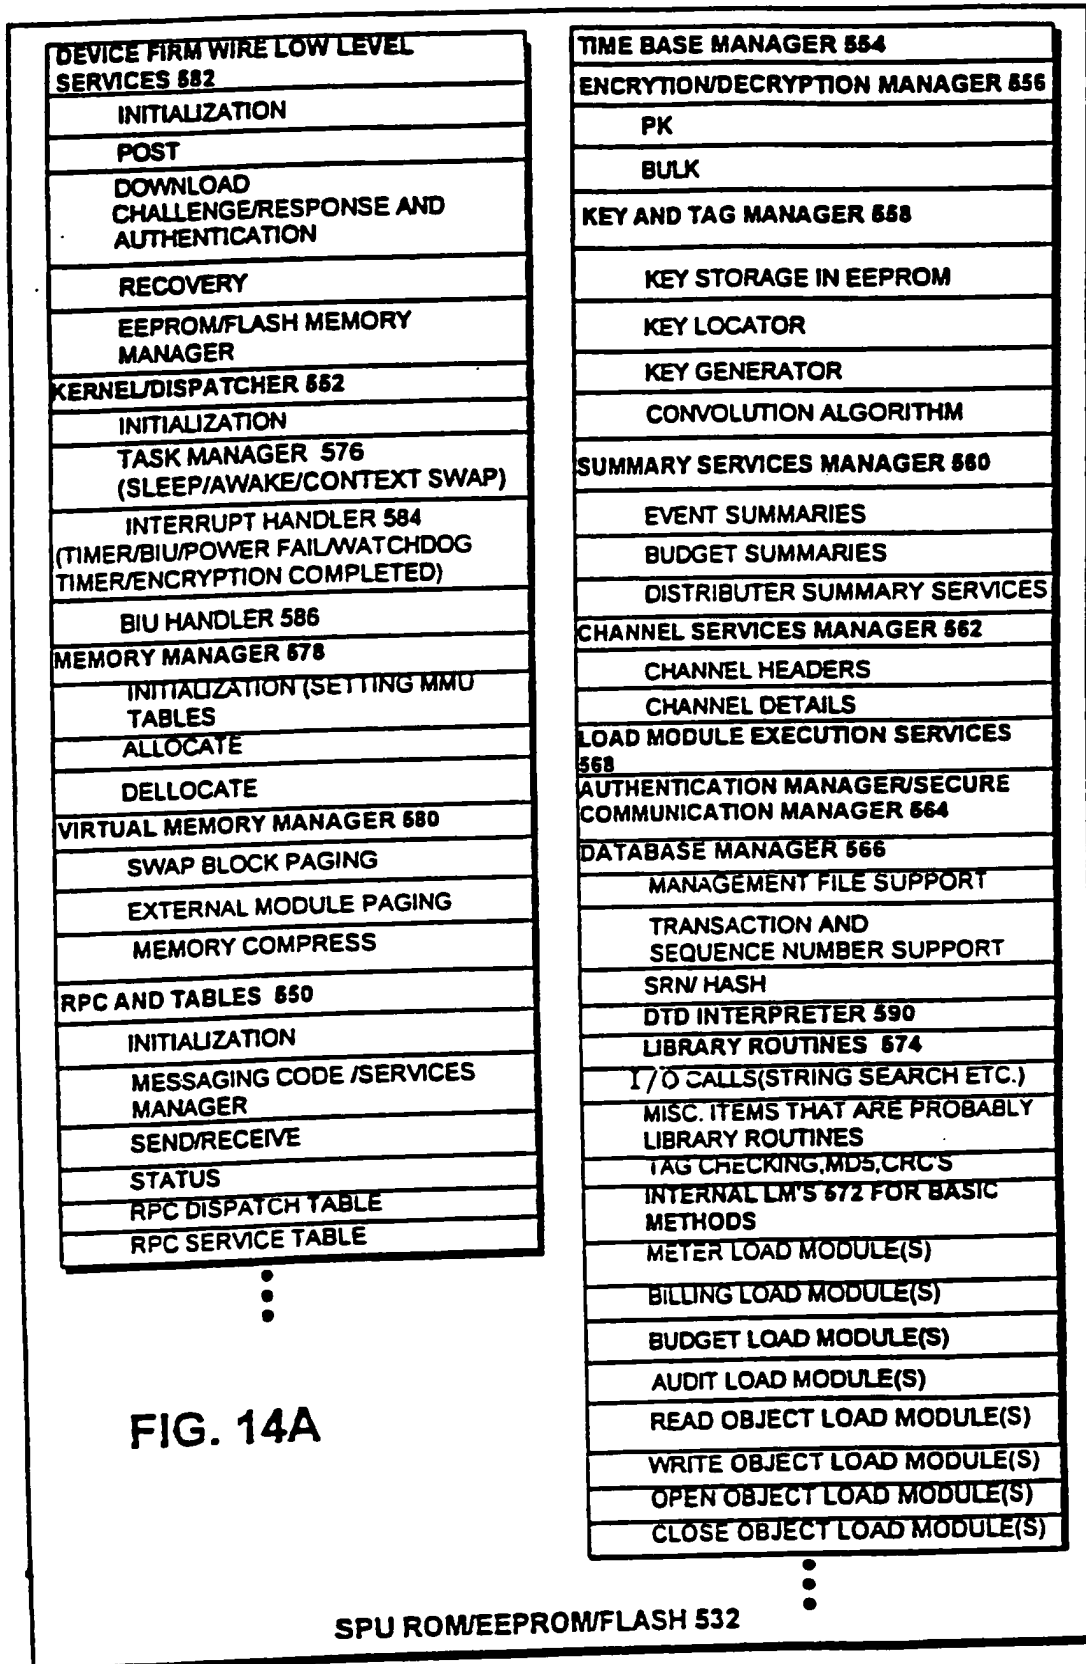 DEVICE FIRM WIRE LOW LEVEL
SERVICES 582
INITIALIZATION
POST
DOWNLOAD
CHALLENGE/RESPONSE AND
AUTHENTICATION
RECOVERY
EEPROM/FLASH MEMORY
MANAGER
KERNEL/DISPATCHER 552
INITIALIZATION
TASK MANAGER 576
(SLEEP/AWAKE/CONTEXT SWAP)
INTERRUPT HANDLER 584
(TIMER/BIU/POWER FAIL/WATCHDOG
TIMER/ENCRYPTION COMPLETED)
BIU HANDLER 586
MEMORY MANAGER 578
INITIALIZATION (SETTING MMU
TABLES
ALLOCATE
DELLOCATE
VIRTUAL MEMORY MANAGER 580
SWAP BLOCK PAGING
EXTERNAL MODULE PAGING
MEMORY COMPRESS
RPC AND TABLES 550
INITIALIZATION
MESSAGING CODE /SERVICES
MANAGER
SEND/RECEIVE
STATUS
RPC DISPATCH TABLE
RPC SERVICE TABLE
TIME BASE MANAGER 554
ENCRYTION/DECRYPTION MANAGER 556
PK
BULK
KEY AND TAG MANAGER 558
KEY STORAGE IN EEPROM
KEY LOCATOR
KEY GENERATOR
CONVOLUTION ALGORITHM
SUMMARY SERVICES MANAGER 560
EVENT SUMMARIES
BUDGET SUMMARIES
DISTRIBUTER SUMMARY SERVICES
CHANNEL SERVICES MANAGER 562
CHANNEL HEADERS
CHANNEL DETAILS
LOAD MODULE EXECUTION SERVICES
568
AUTHENTICATION MANAGER/SECURE
COMMUNICATION MANAGER 564
DATABASE MANAGER 566
MANAGEMENT FILE SUPPORT
TRANSACTION AND
SEQUENCE NUMBER SUPPORT
SRN/ HASH
DTD INTERPRETER 590
LIBRARY ROUTINES 574
I/O CALLS(STRING SEARCH ETC.)
MISC. ITEMS THAT ARE PROBABLY
LIBRARY ROUTINES
TAG CHECKING,MD5,CRC'S
INTERNAL LM'S 572 FOR BASIC
METHODS
METER LOAD MODULE(S)
BILLING LOAD MODULE(S)
BUDGET LOAD MODULE(S)
AUDIT LOAD MODULE(S)
READ OBJECT LOAD MODULE(S)
WRITE OBJECT LOAD MODULE(S)
OPEN OBJECT LOAD MODULE(S)
CLOSE OBJECT LOAD MODULE(S)
FIG. 14A
SPU ROM/EEPROM/FLASH 532